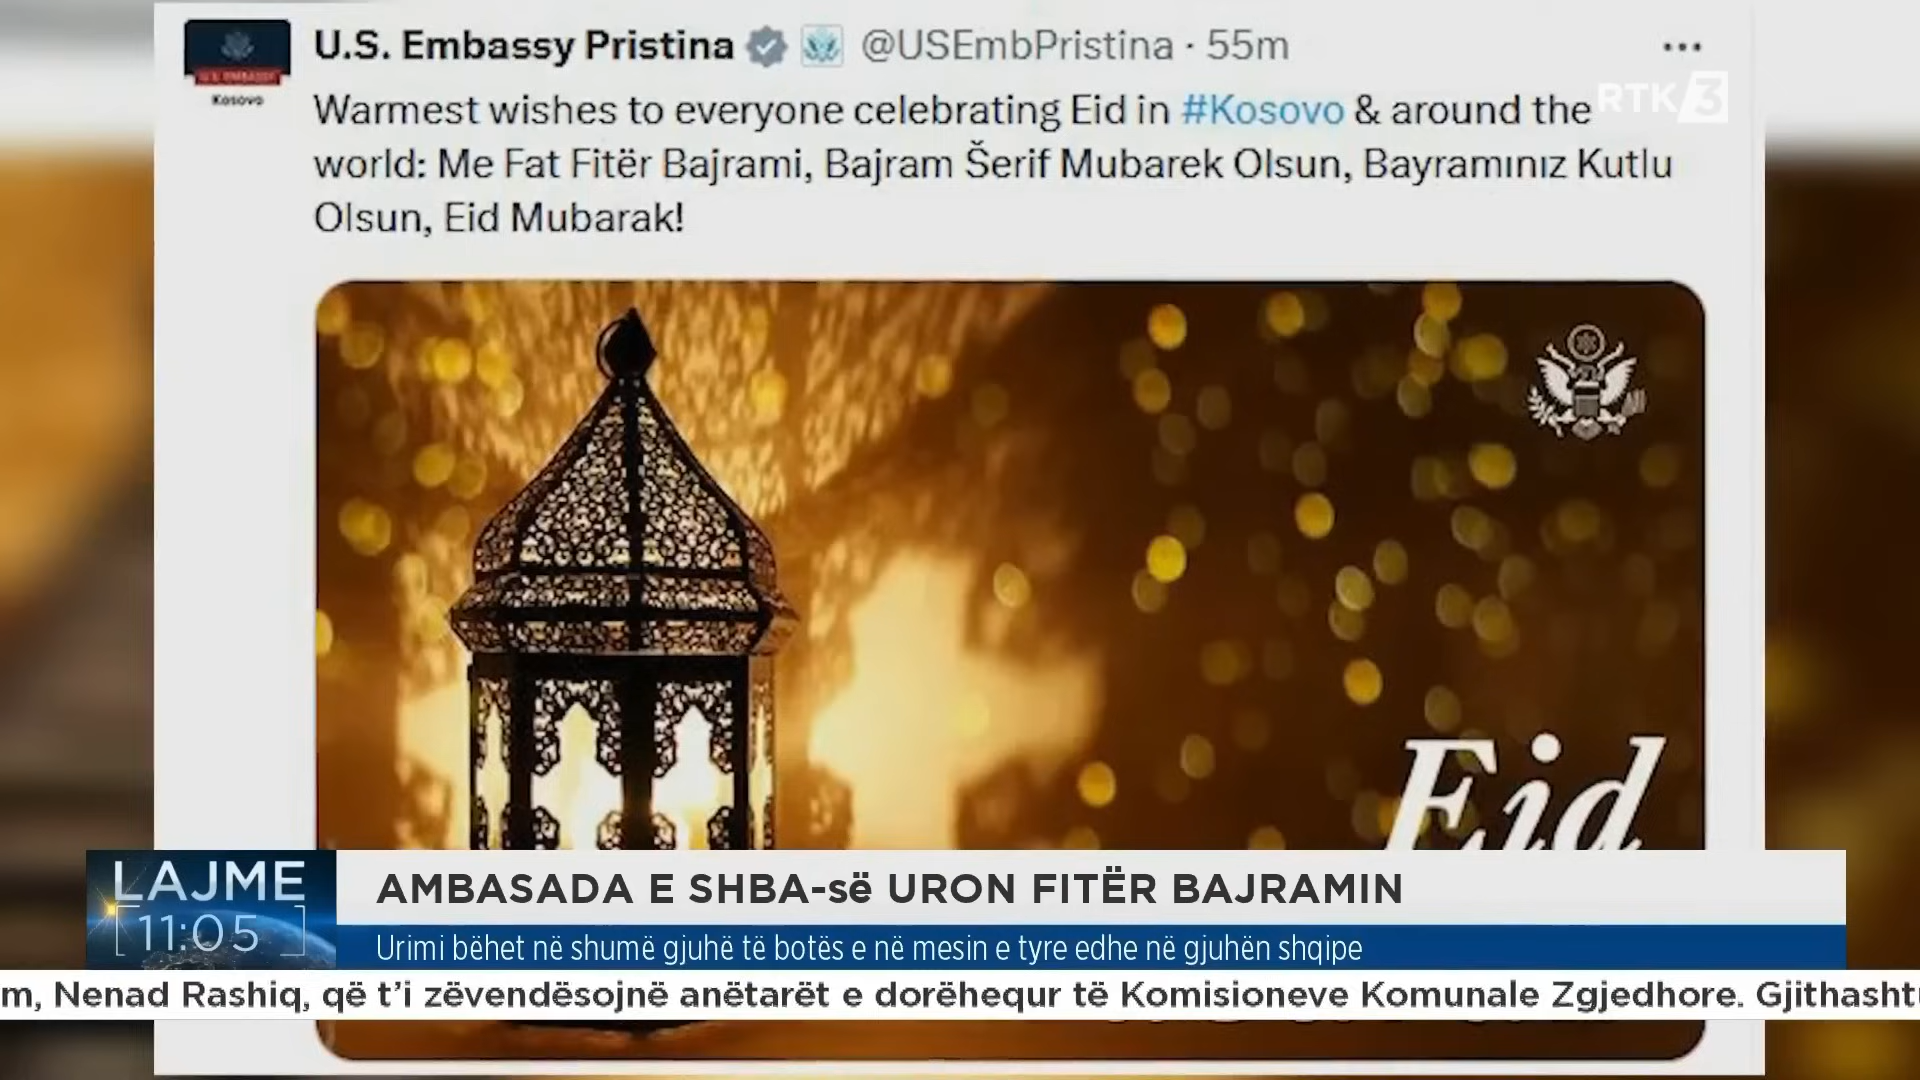 U.S. Embassy Pristina @USEmbPristina · 55m
U.S. EMBASSY
Kosovo
RTK 3
Warmest wishes to everyone celebrating Eid in #Kosovo & around the
world: Me Fat Fitër Bajrami, Bajram Šerif Mubarek Olsun, Bayramınız Kutlu
Olsun, Eid Mubarak!
Eid
LAJME
11:05
AMBASADA E SHBA-së URON FITËR BAJRAMIN
Urimi bëhet në shumë gjuhë të botës e në mesin e tyre edhe në gjuhën shqipe
m, Nenad Rashiq, që t'i zëvendësojnë anëtarët e dorëhequr të Komisioneve Komunale Zgjedhore. Gjithasht